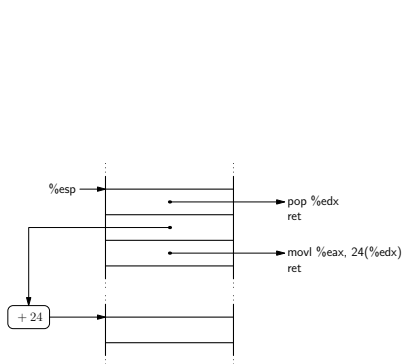 %esp
pop %edx
ret
movl %eax, 24(%edx)
ret
+ 24